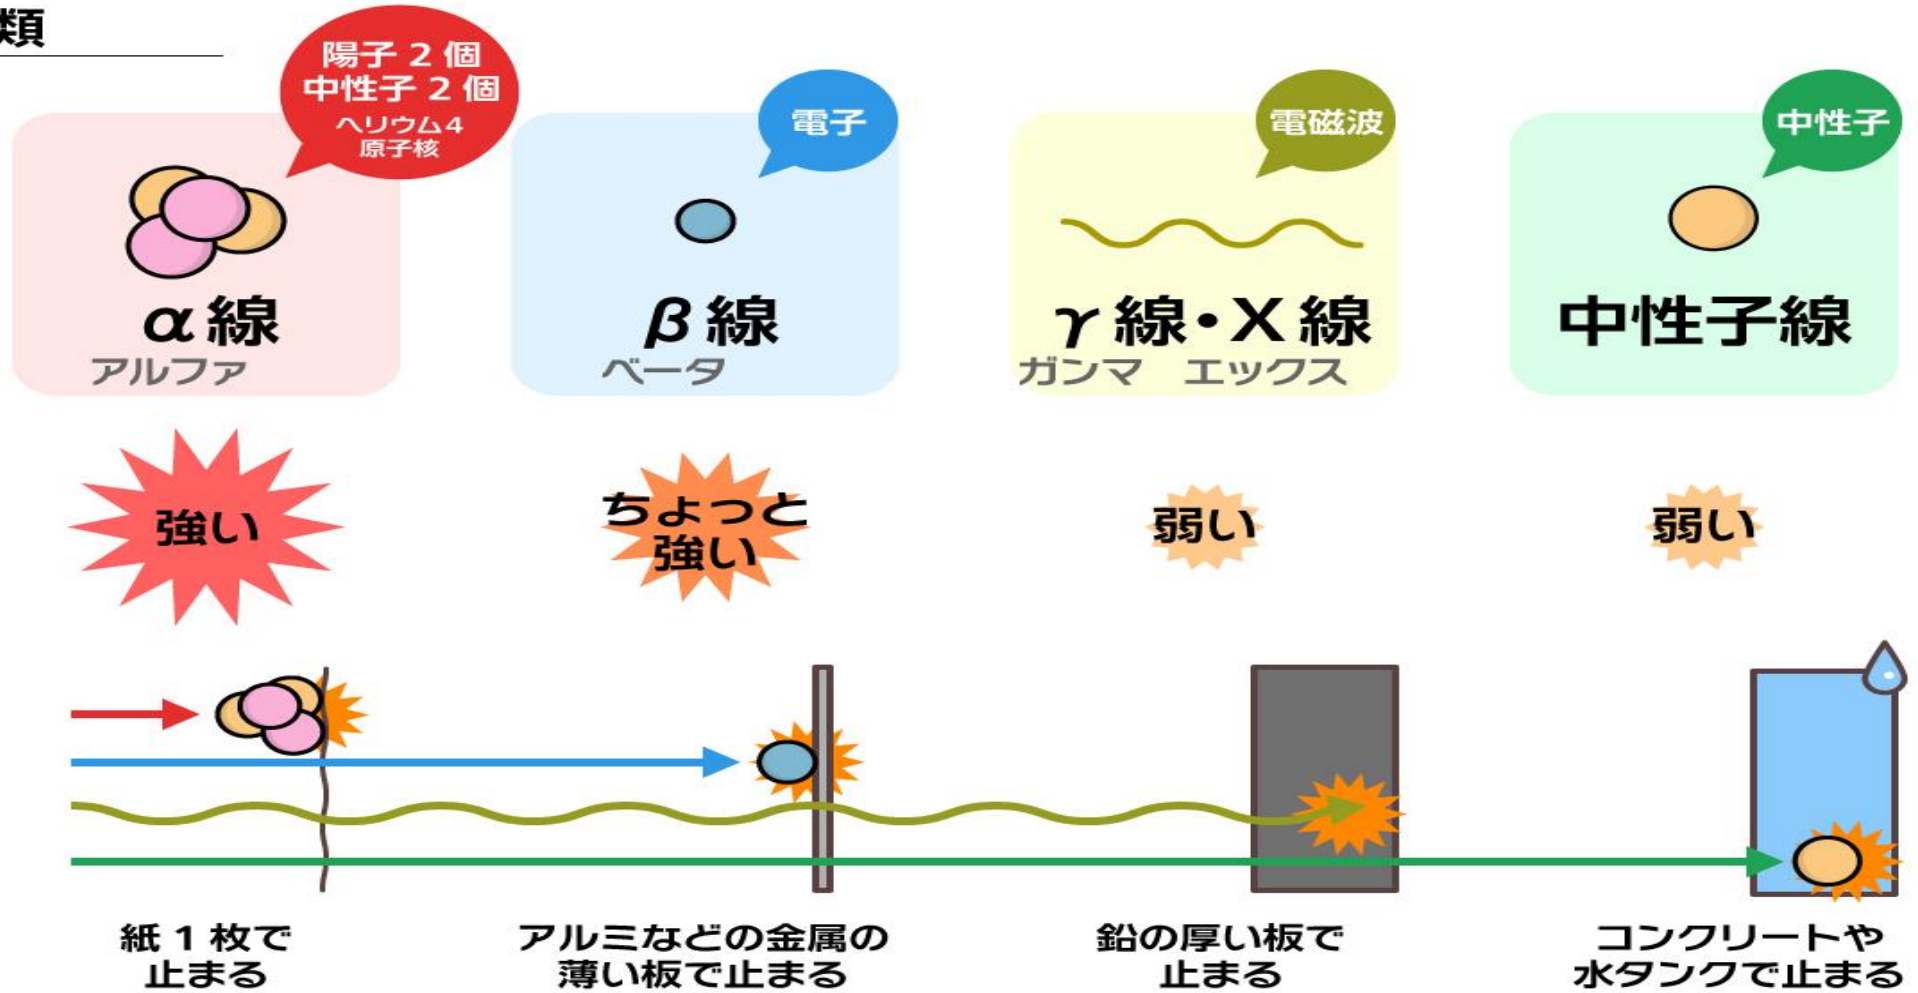 類
陽子 2 個
中性子 2 個
ヘリウム4
原子核
電子
電磁波
中性子
α線
アルファ
β線
ベータ
γ線・X線
ガンマ エックス
中性子線
強い
ちょっと
強い
弱い
弱い
紙 1 枚で
止まる
アルミなどの金属の
薄い板で止まる
鉛の厚い板で
止まる
コンクリートや
水タンクで止まる